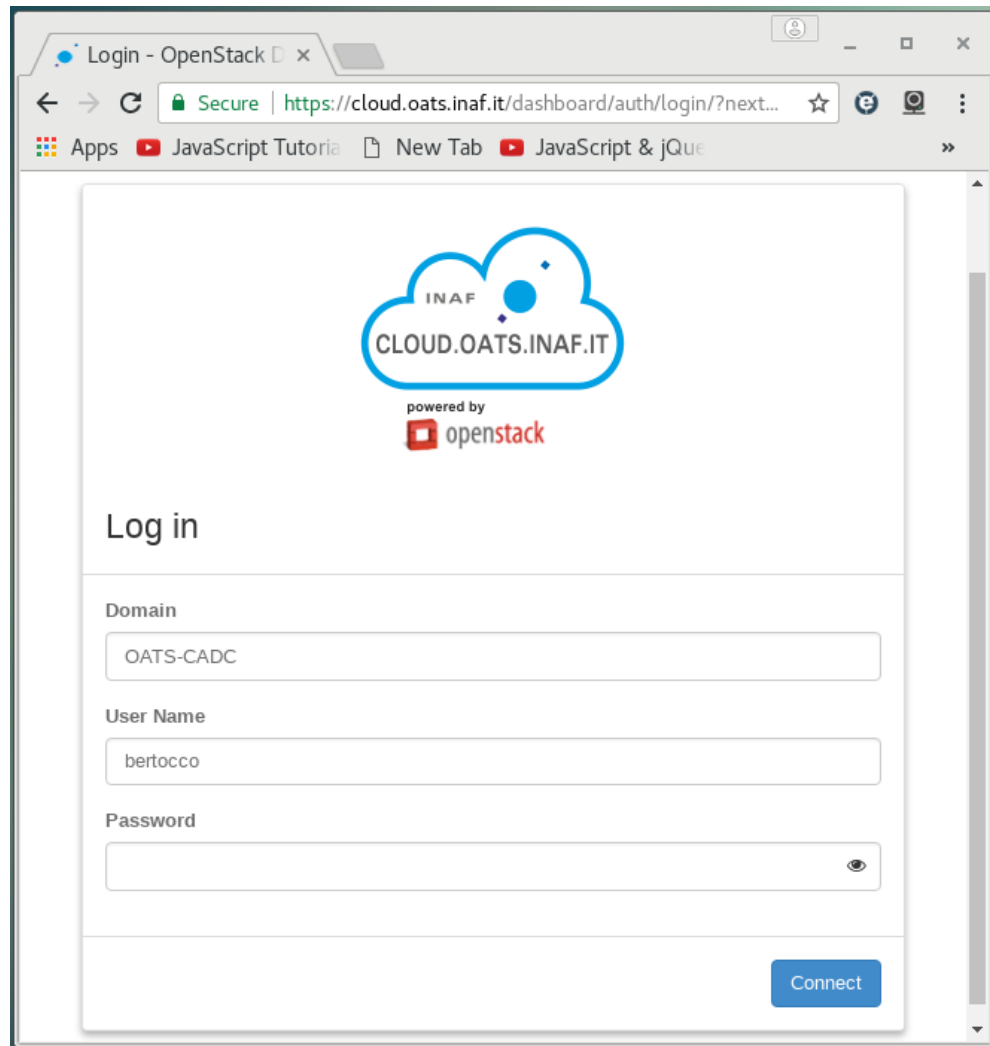 Login - OpenStack D
Secure | https://cloud.oats.inaf.it/dashboard/auth/login/?next...
Apps JavaScript Tutoria New Tab JavaScript & jQue »
INAF
CLOUD.OATS.INAF.IT
powered by
openstack
Log in
Domain
OATS-CADC
User Name
bertocco
Password
Connect